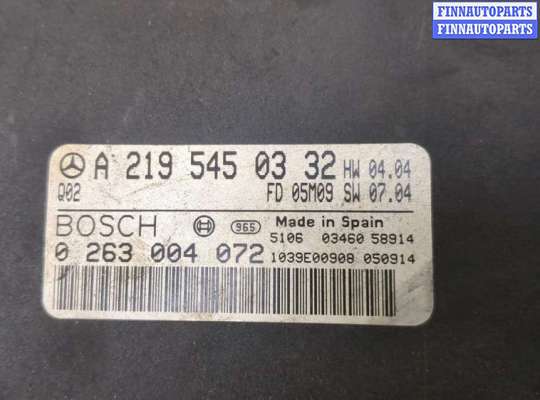 FINNAUTOPARTS
FINNAUTOPARTS
A 219 545 03 32 HW 04.04
Q02 FD 05M09 SW 07.04
BOSCH 965 Made in Spain
5106 03460 58914
0 263 004 072 1039E00908 050914